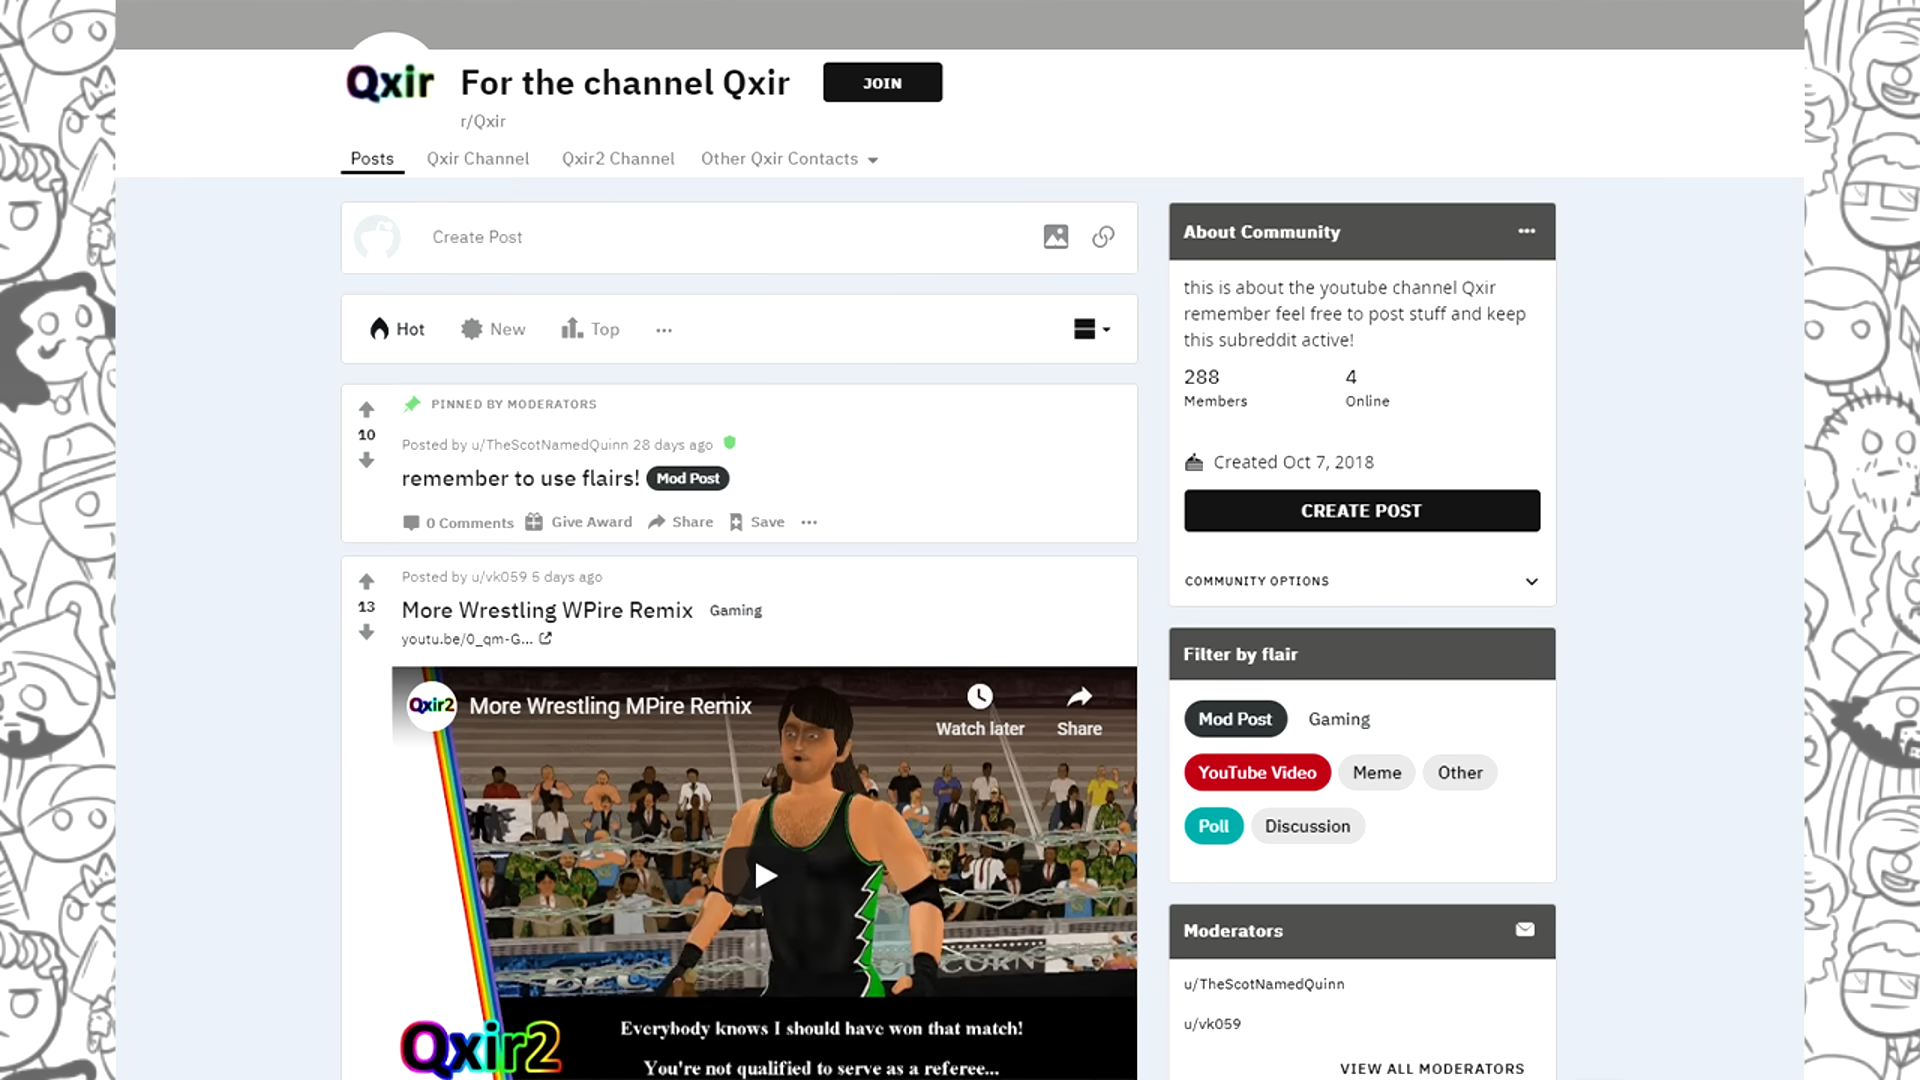 Qxir For the channel Qxir JOIN
r/Qxir
Posts Qxir Channel Qxir2 Channel Other Qxir Contacts
Create Post
Hot New Top ...
PINNED BY MODERATORS
10
Posted by u/TheScotNamedQuinn 28 days ago
remember to use flairs! Mod Post
0 Comments Give Award Share Save ...
Posted by u/vk059 5 days ago
13
More Wrestling WPire Remix Gaming
youtu.be/0_qm-G...
Qxir2 More Wrestling MPire Remix
Watch later Share
CORN
Qxir2
Everybody knows I should have won that match!
You're not qualified to serve as a referee...
About Community ...
this is about the youtube channel Qxir
remember feel free to post stuff and keep
this subreddit active!
288 4
Members Online
Created Oct 7, 2018
CREATE POST
COMMUNITY OPTIONS
Filter by flair
Mod Post Gaming
YouTube Video Meme Other
Poll Discussion
Moderators
u/TheScotNamedQuinn
u/vk059
VIEW ALL MODERATORS